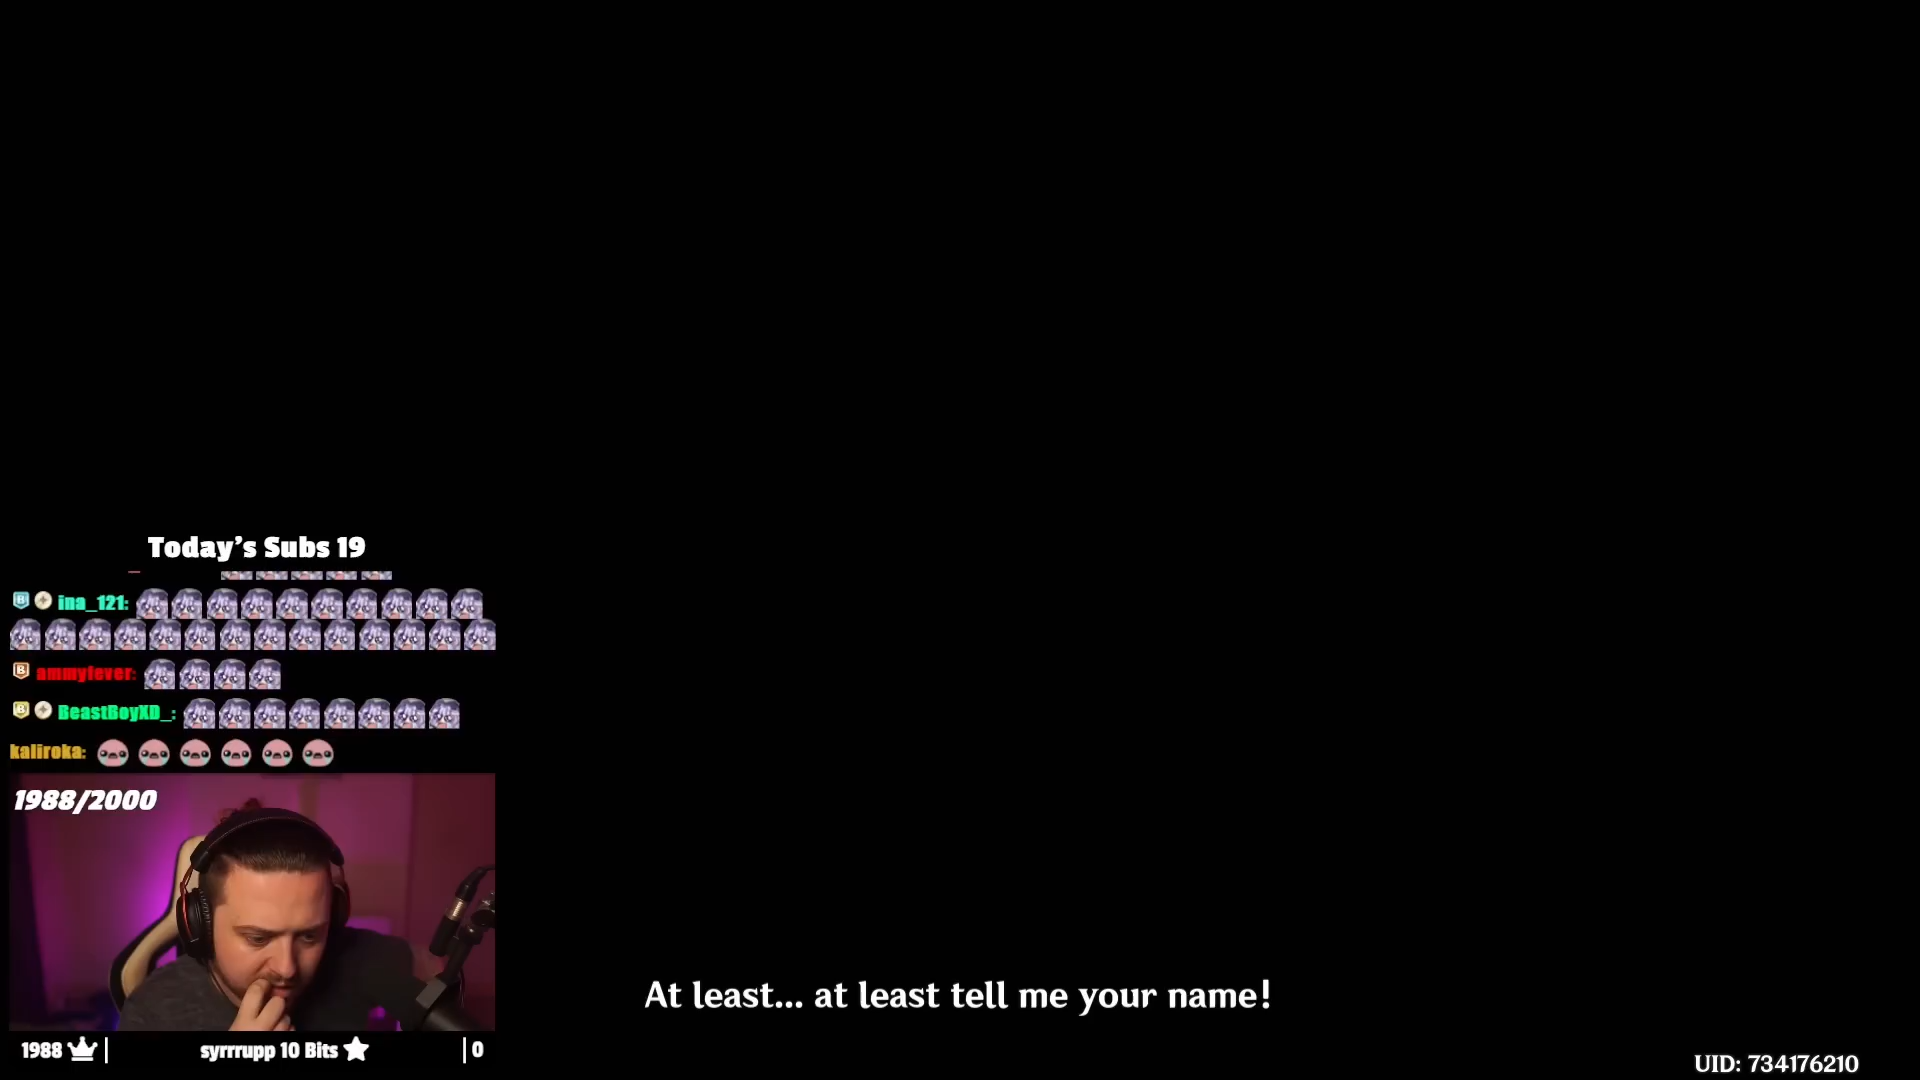 Today's Subs 19
ina_121:
ammyfever:
BeastBoyXD_:
kaliroka:
1988/2000
At least... at least tell me your name!
1988 | syrrrupp 10 Bits | 0
UID: 734176210